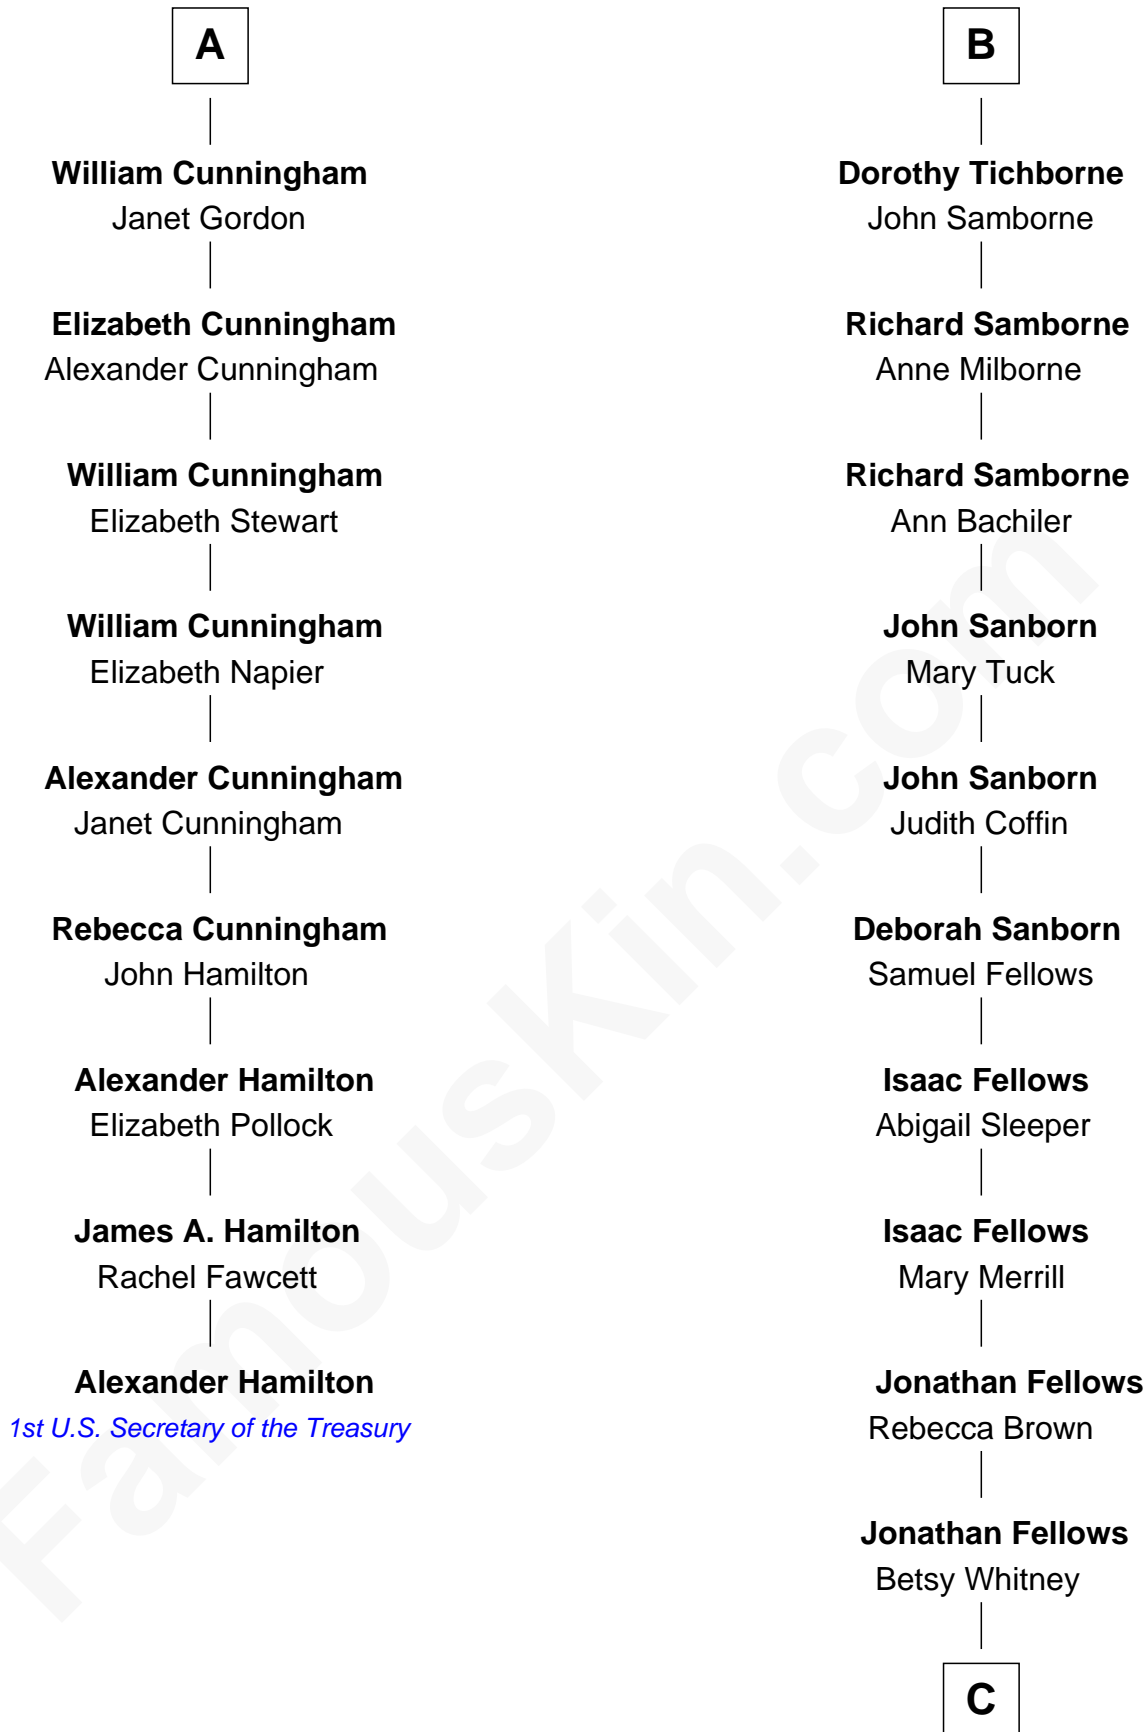 A
William Cunningham
Janet Gordon
Elizabeth Cunningham
Alexander Cunningham
William Cunningham
Elizabeth Stewart
William Cunningham
Elizabeth Napier
Alexander Cunningham
Janet Cunningham
Rebecca Cunningham
John Hamilton
Alexander Hamilton
Elizabeth Pollock
James A. Hamilton
Rachel Fawcett
Alexander Hamilton
1st U.S. Secretary of the Treasury
B
Dorothy Tichborne
John Samborne
Richard Samborne
Anne Milborne
Richard Samborne
Ann Bachiler
John Sanborn
Mary Tuck
John Sanborn
Judith Coffin
Deborah Sanborn
Samuel Fellows
Isaac Fellows
Abigail Sleeper
Isaac Fellows
Mary Merrill
Jonathan Fellows
Rebecca Brown
Jonathan Fellows
Betsy Whitney
C
FamousKin.com